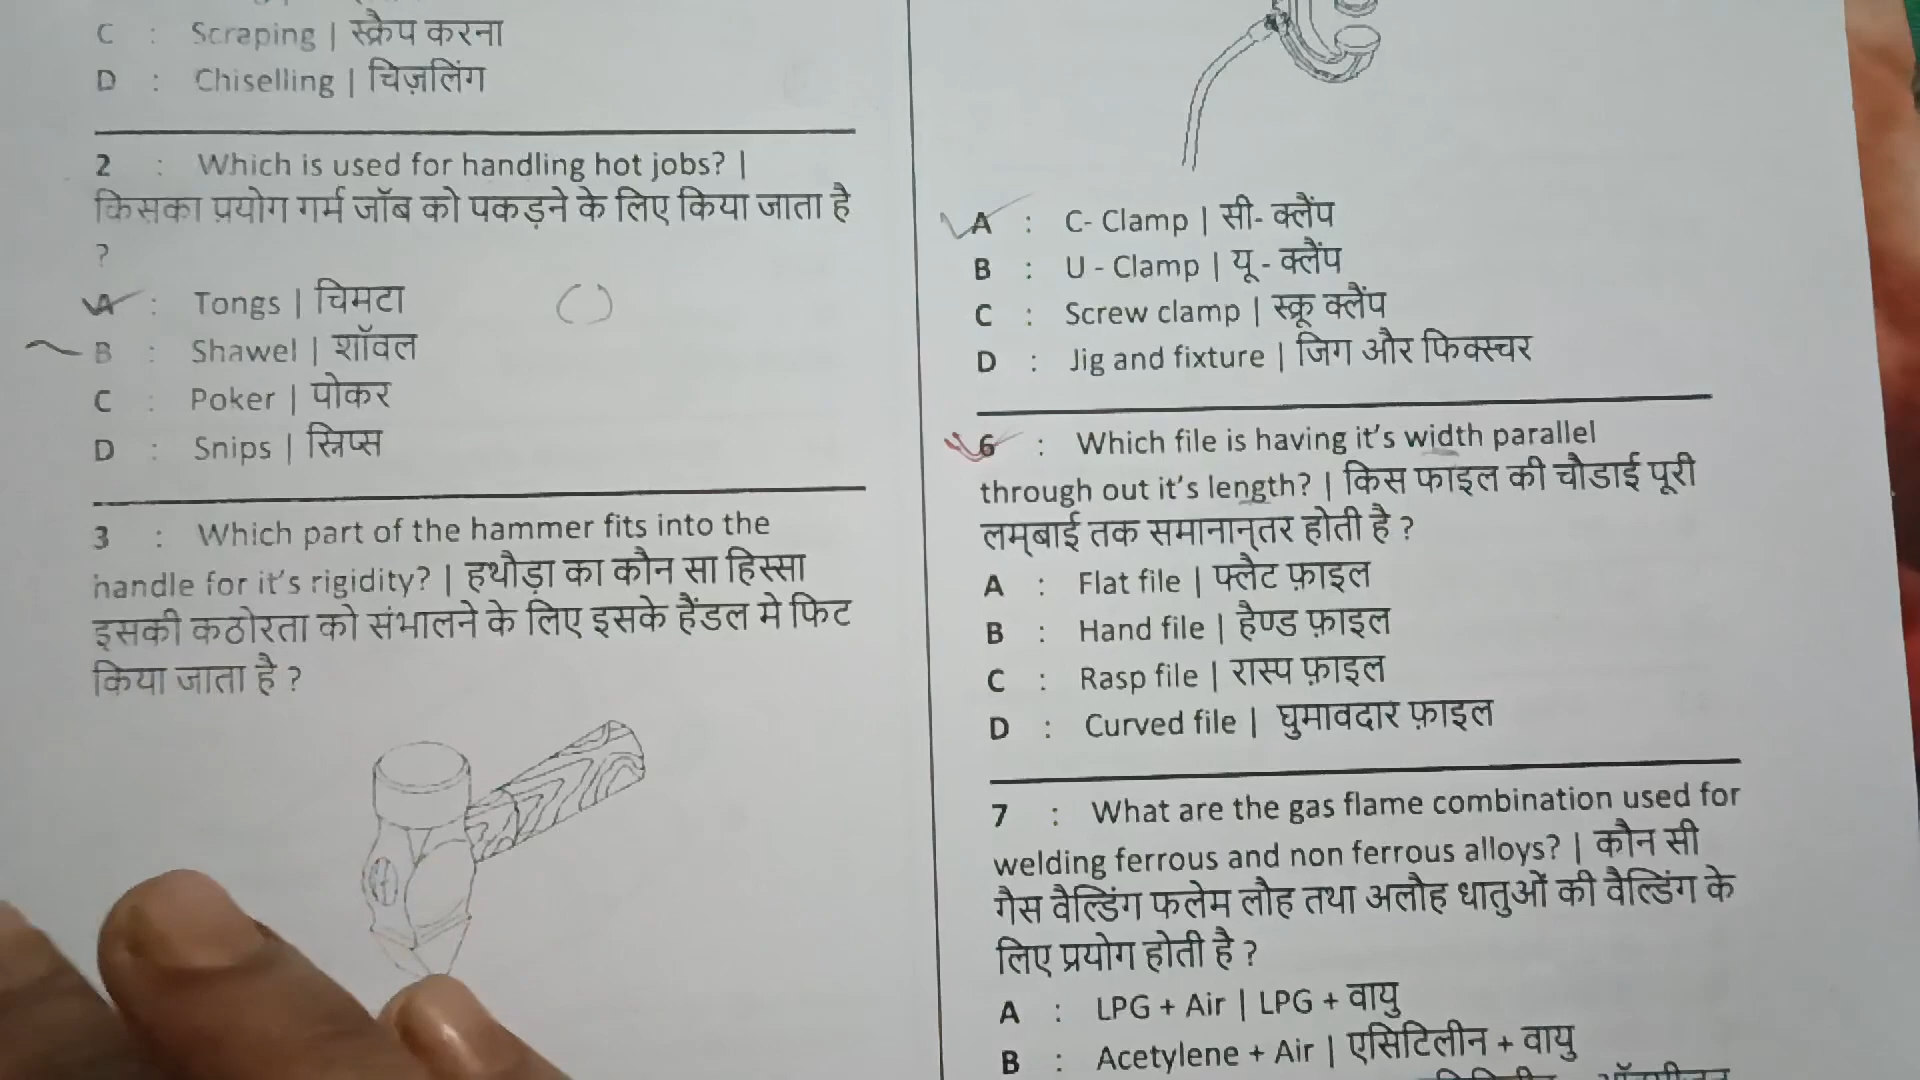 C : Scraping | स्क्रैप करना
D : Chiselling | चिज़लिंग
2 : Which is used for handling hot jobs? |
किसका प्रयोग गर्म जॉब को पकड़ने के लिए किया जाता है
?
A : Tongs | चिमटा
B : Shawel | शॉवल
C : Poker | पोकर
D : Snips | स्निप्स
3 : Which part of the hammer fits into the
handle for it's rigidity? | हथौड़ा का कौन सा हिस्सा
इसकी कठोरता को संभालने के लिए इसके हैंडल मे फिट
किया जाता है ?
A : C- Clamp | सी- क्लैंप
B : U - Clamp | यू - क्लैंप
C : Screw clamp | स्क्रू क्लैंप
D : Jig and fixture | जिग और फिक्स्चर
6 : Which file is having it's width parallel
through out it's length? | किस फाइल की चौडाई पूरी
लम्‌बाई तक समानान्‌तर होती है ?
A : Flat file | फ्लैट फ़ाइल
B : Hand file | हैण्ड फ़ाइल
C : Rasp file | रास्प फ़ाइल
D : Curved file | घुमावदार फ़ाइल
7 : What are the gas flame combination used for
welding ferrous and non ferrous alloys? | कौन सी
गैस वैल्डिंग फलेम लौह तथा अलौह धातुओं की वैल्डिंग के
लिए प्रयोग होती है ?
A : LPG + Air | LPG + वायु
B : Acetylene + Air | एसिटिलीन + वायु